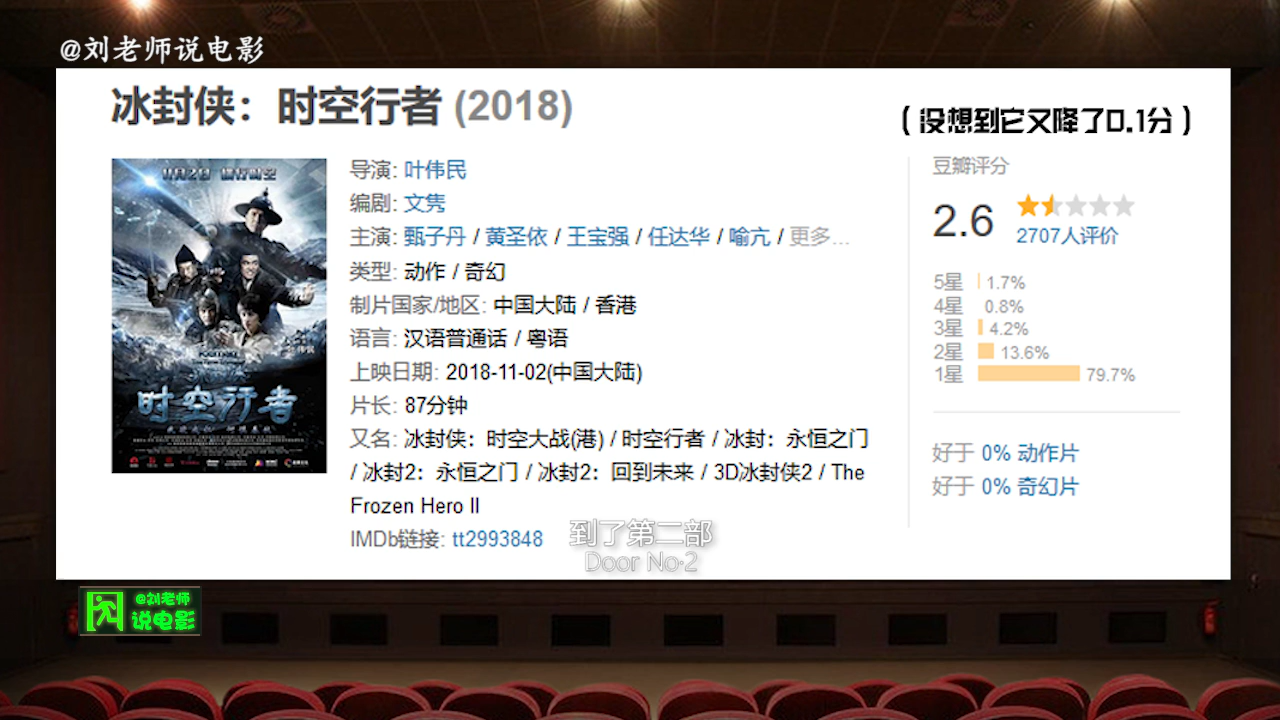 @刘老师说电影
冰封侠：时空行者 (2018)
（没想到它又降了0.1分）
11月2日
时空行者
导演: 叶伟民
编剧: 文隽
主演: 甄子丹 / 黄圣依 / 王宝强 / 任达华 / 喻亢 / 更多...
类型: 动作 / 奇幻
制片国家/地区: 中国大陆 / 香港
语言: 汉语普通话 / 粤语
上映日期: 2018-11-02(中国大陆)
片长: 87分钟
又名: 冰封侠：时空大战(港) / 时空行者 / 冰封：永恒之门
/ 冰封2：永恒之门 / 冰封2：回到未来 / 3D冰封侠2 / The
Frozen Hero II
IMDb链接: tt2993848
豆瓣评分
2.6
2707人评价
5星 1.7%
4星 0.8%
3星 4.2%
2星 13.6%
1星 79.7%
好于 0% 动作片
好于 0% 奇幻片
到了第二部
Door No·2
@刘老师
说电影